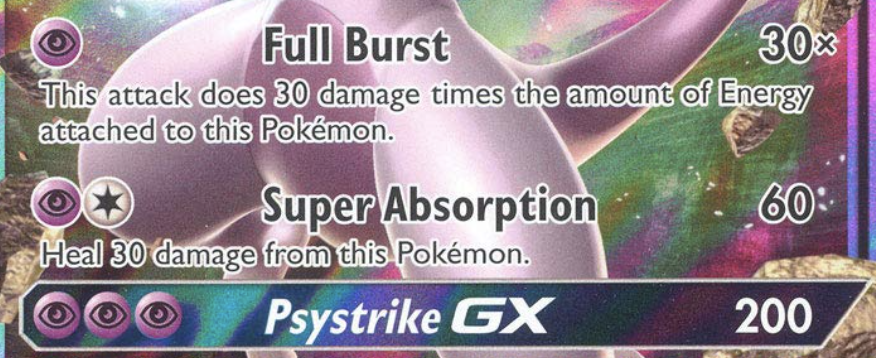 Full Burst 30×
This attack does 30 damage times the amount of Energy
attached to this Pokémon.
Super Absorption 60
Heal 30 damage from this Pokémon.
Psystrike GX 200